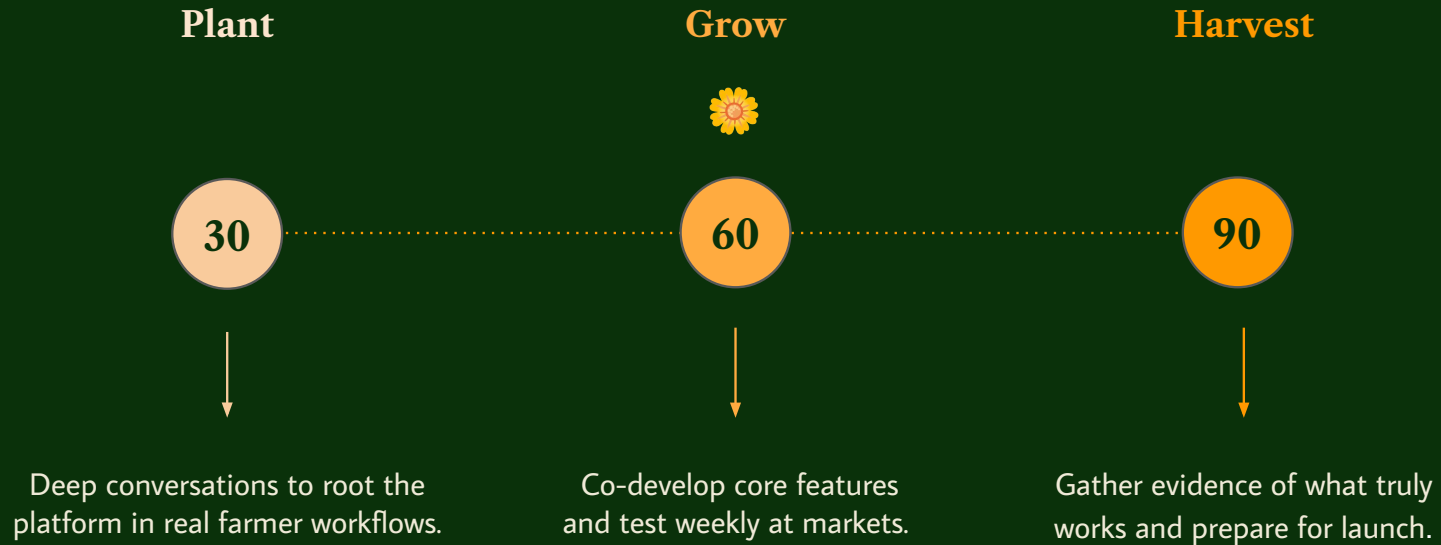 Plant
Grow
Harvest
30
60
90
Deep conversations to root the
platform in real farmer workflows.
Co-develop core features
and test weekly at markets.
Gather evidence of what truly
works and prepare for launch.